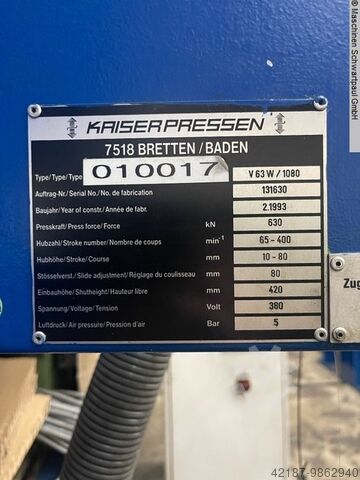 KAISER PRESSEN
7518 BRETTEN/BADEN
Type/Type/Type 010017 V 63 W / 1080
Auftrag-Nr./Serial No./No. de fabrication 131630
Baujahr/Year of constr./Année de fabr. 2.1993
Presskraft/Press force/Force kN 630
Hubzahl/Stroke number/Nombre de coups min⁻¹ 65-400
Hubhöhe/Stroke/Course mm 10-80
Stösselverst./Slide adjustment/Réglage du coulisseau mm 80
Einbauhöhe/Shutheight/Hauteur libre mm 420
Spannung/Voltage/Tension Volt 380
Luftdruck/Air pressure/Pression d'air Bar 5
Zug
© Maschinen Schwartpaul GmbH
42187-9862940